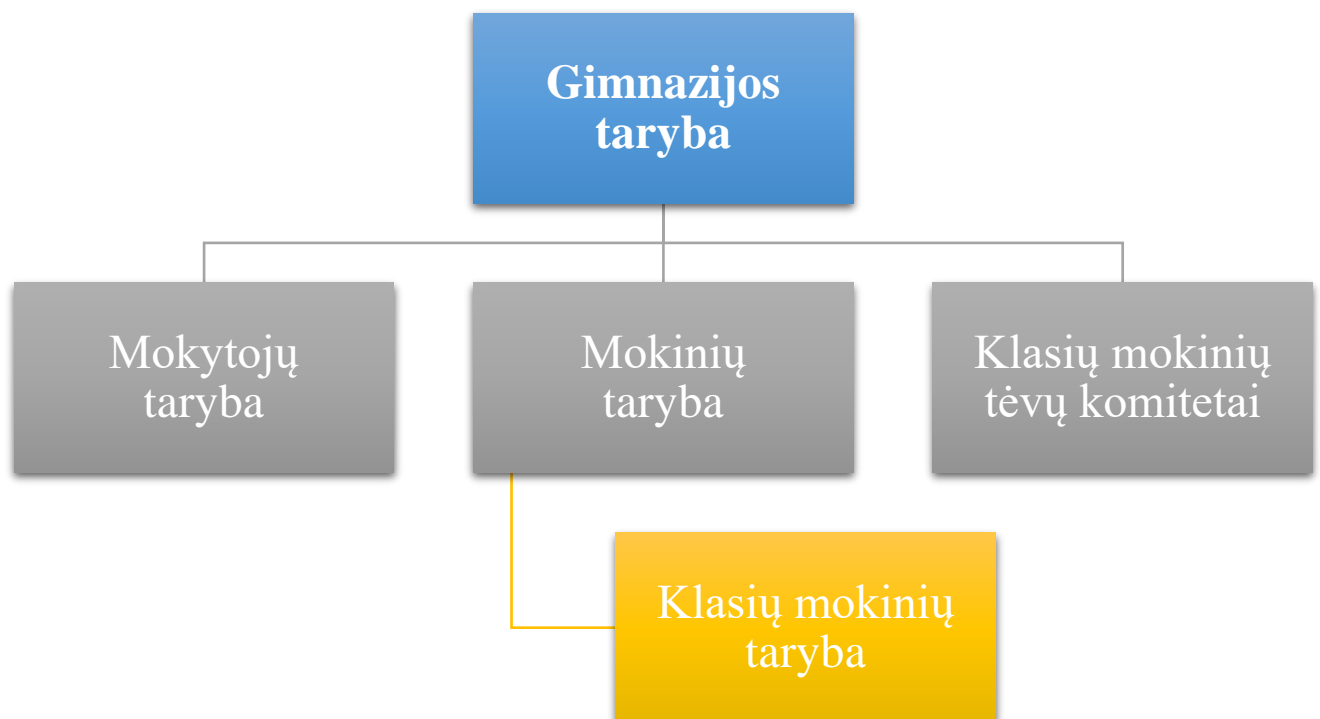 Gimnazijos
taryba
Mokytojų
taryba
Mokinių
taryba
Klasių mokinių
tėvų komitetai
Klasių mokinių
taryba